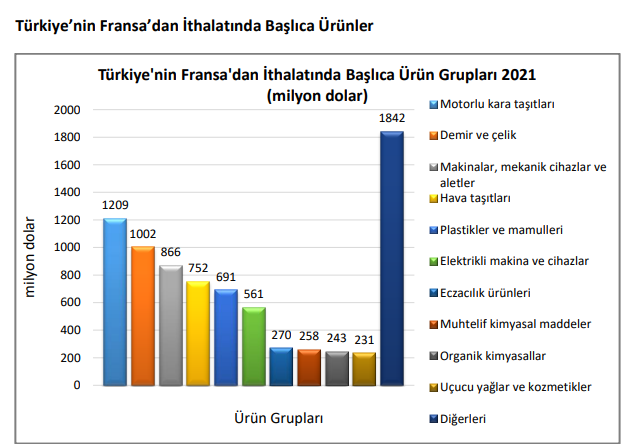 Türkiye’nin Fransa’dan İthalatında Başlıca Ürünler
Türkiye'nin Fransa'dan İthalatında Başlıca Ürün Grupları 2021
(milyon dolar)
milyon dolar
2000
1800
1600
1400
1200
1000
800
600
400
200
0
1209
1002
866
752
691
561
270
258
243
231
1842
Ürün Grupları
Motorlu kara taşıtları
Demir ve çelik
Makinalar, mekanik cihazlar ve
aletler
Hava taşıtları
Plastikler ve mamulleri
Elektrikli makina ve cihazlar
Eczacılık ürünleri
Muhtelif kimyasal maddeler
Organik kimyasallar
Uçucu yağlar ve kozmetikler
Diğerleri